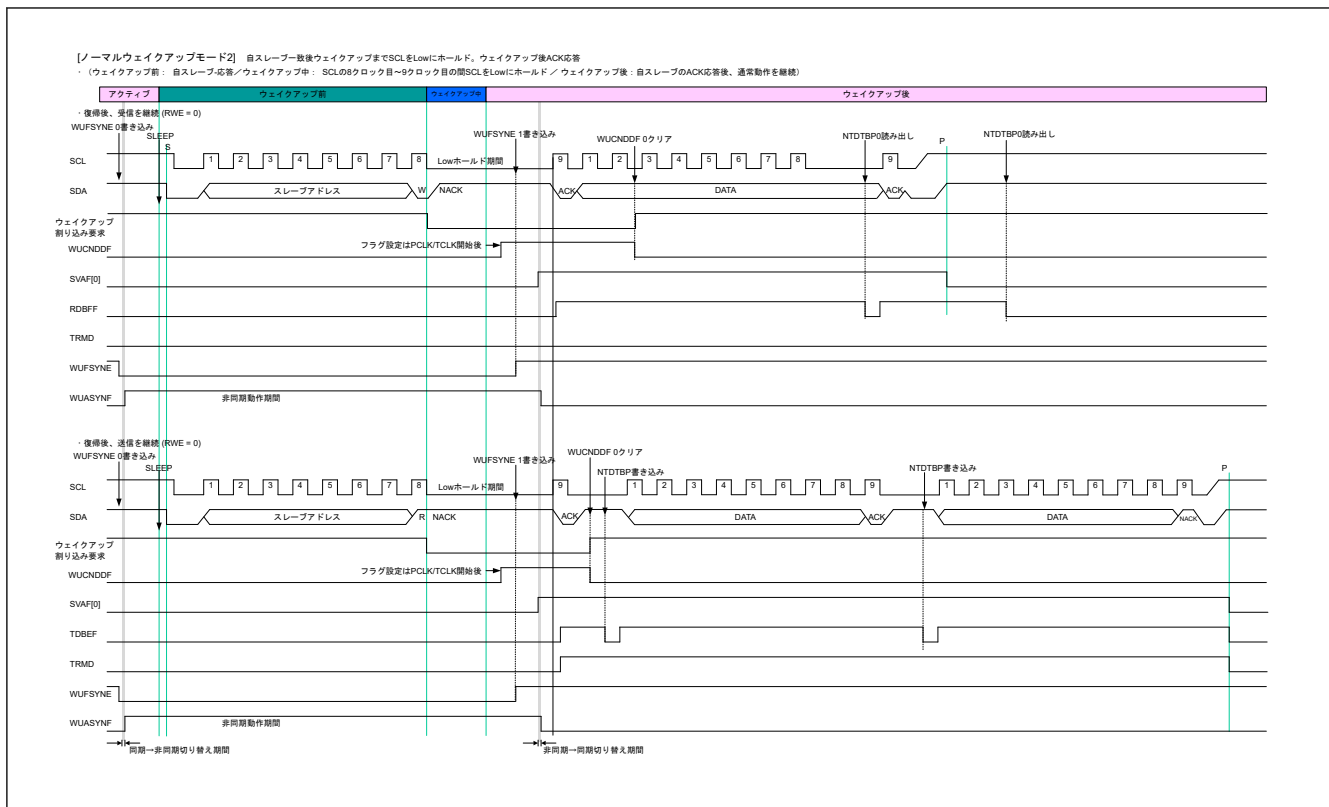 [ノーマルウェイクアップモード2] 自スレーブ一致後ウェイクアップまでSCLをLowにホールド。ウェイクアップ後ACK応答
・（ウェイクアップ前： 自スレーブ-応答／ウェイクアップ中： SCLの8クロック目～9クロック目の間SCLをLowにホールド ／ ウェイクアップ後：自スレーブのACK応答後、通常動作を継続）
アクティブ ウェイクアップ前 ウェイクアップ中 ウェイクアップ後
・復帰後、受信を継続 (RWE = 0)
WUFSYNE 0書き込み
SLEEP
S
WUFSYNE 1書き込み WUCNDDF 0クリア NTDTBP0読み出し P NTDTBP0読み出し
SCL 1 2 3 4 5 6 7 8 Lowホールド期間 9 1 2 3 4 5 6 7 8 9
SDA スレーブアドレス W NACK ACK DATA ACK
ウェイクアップ
割り込み要求
WUCNDDF フラグ設定はPCLK/TCLK開始後
SVAF[0]
RDBFF
TRMD
WUFSYNE
WUASYNF 非同期動作期間
・復帰後、送信を継続 (RWE = 0)
WUFSYNE 0書き込み
SLEEP
WUFSYNE 1書き込み WUCNDDF 0クリア
NTDTBP書き込み NTDTBP書き込み P
SCL 1 2 3 4 5 6 7 8 Lowホールド期間 9 1 2 3 4 5 6 7 8 9 1 2 3 4 5 6 7 8 9
SDA スレーブアドレス R NACK ACK DATA ACK DATA NACK
ウェイクアップ
割り込み要求
WUCNDDF フラグ設定はPCLK/TCLK開始後
SVAF[0]
TDBEF
TRMD
WUFSYNE
WUASYNF 非同期動作期間
同期→非同期切り替え期間 非同期→同期切り替え期間